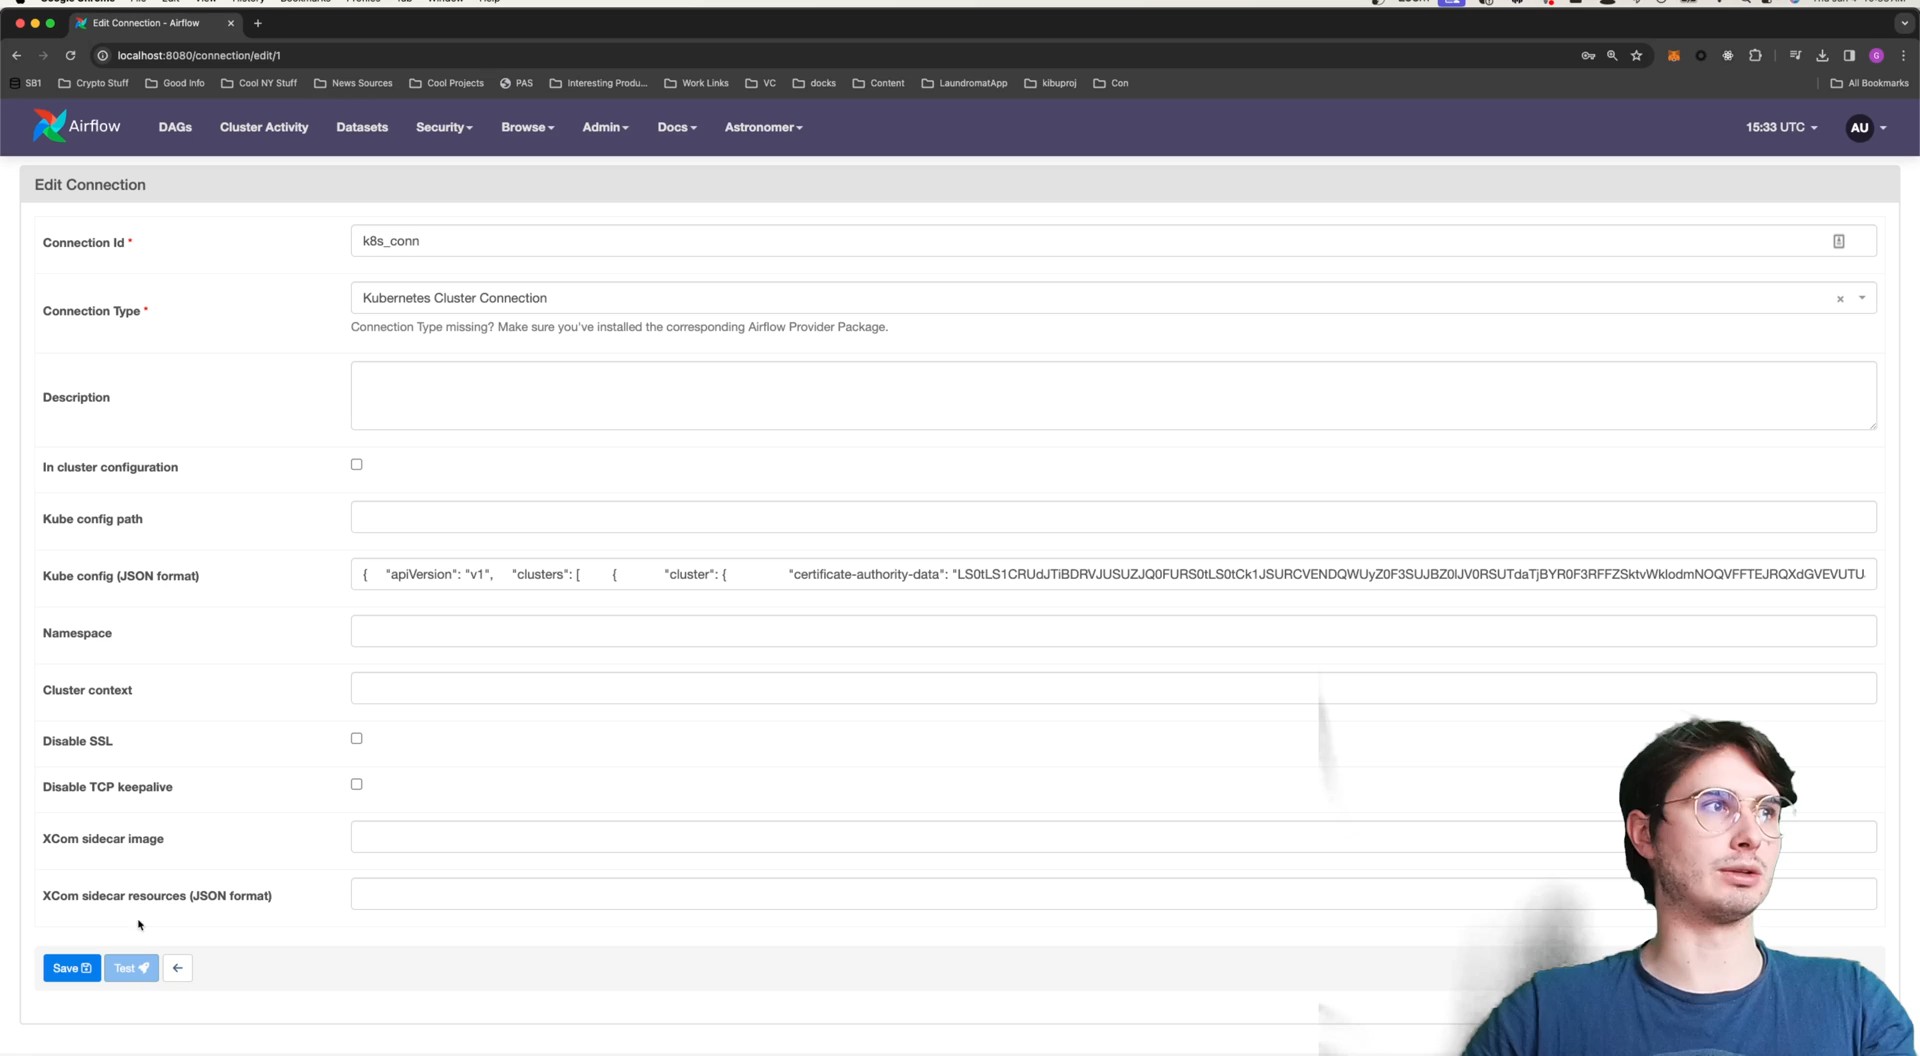 Edit Connection - Airflow
localhost:8080/connection/edit/1
SB1 Crypto Stuff Good Info Cool NY Stuff News Sources Cool Projects PAS Interesting Produ... Work Links VC docks Content LaundromatApp kibuproj Con All Bookmarks
Airflow DAGs Cluster Activity Datasets Security Browse Admin Docs Astronomer 15:33 UTC AU
Edit Connection
Connection Id * k8s_conn
Connection Type * Kubernetes Cluster Connection
Connection Type missing? Make sure you've installed the corresponding Airflow Provider Package.
Description
In cluster configuration
Kube config path
Kube config (JSON format) { "apiVersion": "v1", "clusters": [ { "cluster": { "certificate-authority-data":
Namespace
Cluster context
Disable SSL
Disable TCP keepalive
XCom sidecar image
XCom sidecar resources (JSON format)
Save Test